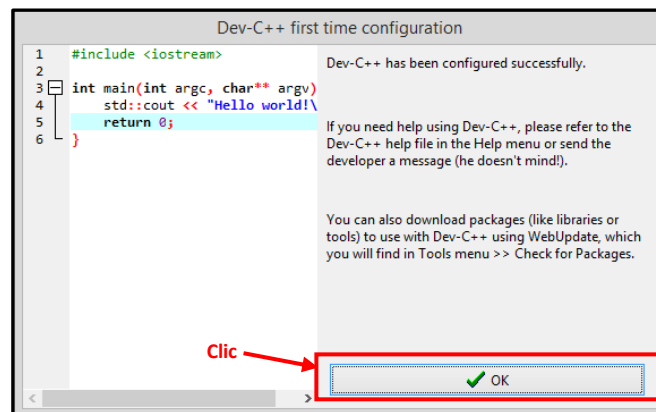 Dev-C++ first time configuration
1 #include <iostream>
2
3 int main(int argc, char** argv)
4 std::cout << "Hello world!\
5 return 0;
6 }
Dev-C++ has been configured successfully.
If you need help using Dev-C++, please refer to the
Dev-C++ help file in the Help menu or send the
developer a message (he doesn't mind!).
You can also download packages (like libraries or
tools) to use with Dev-C++ using WebUpdate, which
you will find in Tools menu >> Check for Packages.
Clic
OK